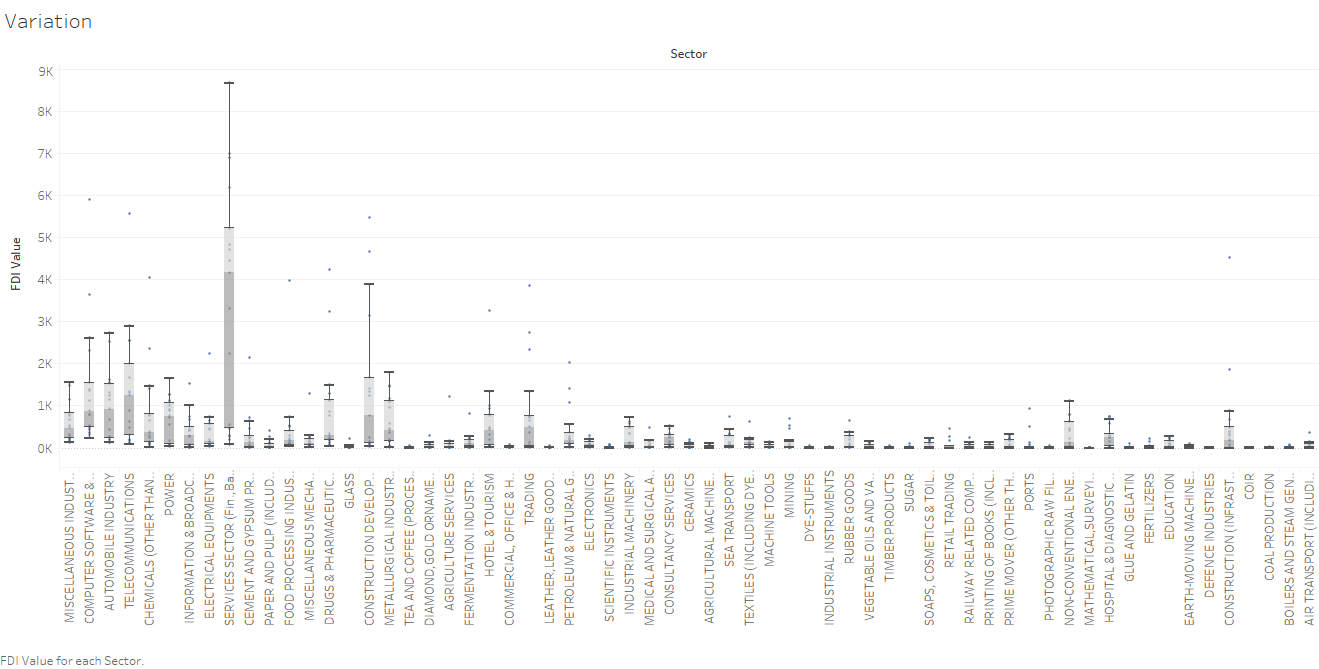 Variation
Sector
9K
8K
7K
6K
5K
4K
3K
2K
1K
0K
FDI Value
MISCELLANEOUS INDUST..
COMPUTER SOFTWARE &..
AUTOMOBILE INDUSTRY
TELECOMMUNICATIONS
CHEMICALS (OTHER THAN..
POWER
INFORMATION & BROADC..
ELECTRICAL EQUIPMENTS
SERVICES SECTOR (Fin.,Ba..
CEMENT AND GYPSUM PR..
PAPER AND PULP (INCLUD..
FOOD PROCESSING INDUS..
MISCELLANEOUS MECHA..
DRUGS & PHARMACEUTIC..
GLASS
CONSTRUCTION DEVELOP..
METALLURGICAL INDUSTR..
TEA AND COFFEE (PROCES..
DIAMOND,GOLD ORNAME..
AGRICULTURE SERVICES
FERMENTATION INDUSTR..
HOTEL & TOURISM
COMMERCIAL, OFFICE & H..
TRADING
LEATHER,LEATHER GOOD..
PETROLEUM & NATURAL G..
ELECTRONICS
SCIENTIFIC INSTRUMENTS
INDUSTRIAL MACHINERY
MEDICAL AND SURGICAL A..
CONSULTANCY SERVICES
CERAMICS
AGRICULTURAL MACHINE..
SEA TRANSPORT
TEXTILES (INCLUDING DYE..
MACHINE TOOLS
MINING
DYE-STUFFS
INDUSTRIAL INSTRUMENTS
RUBBER GOODS
VEGETABLE OILS AND VA..
TIMBER PRODUCTS
SUGAR
SOAPS, COSMETICS & TOIL..
RETAIL TRADING
RAILWAY RELATED COMP..
PRINTING OF BOOKS (INCL..
PRIME MOVER (OTHER TH..
PORTS
PHOTOGRAPHIC RAW FIL..
NON-CONVENTIONAL ENE..
MATHEMATICAL,SURVEYI..
HOSPITAL & DIAGNOSTIC ..
GLUE AND GELATIN
FERTILIZERS
EDUCATION
EARTH-MOVING MACHINE..
DEFENCE INDUSTRIES
CONSTRUCTION (INFRAST..
COIR
COAL PRODUCTION
BOILERS AND STEAM GEN..
AIR TRANSPORT (INCLUDI..
FDI Value for each Sector.